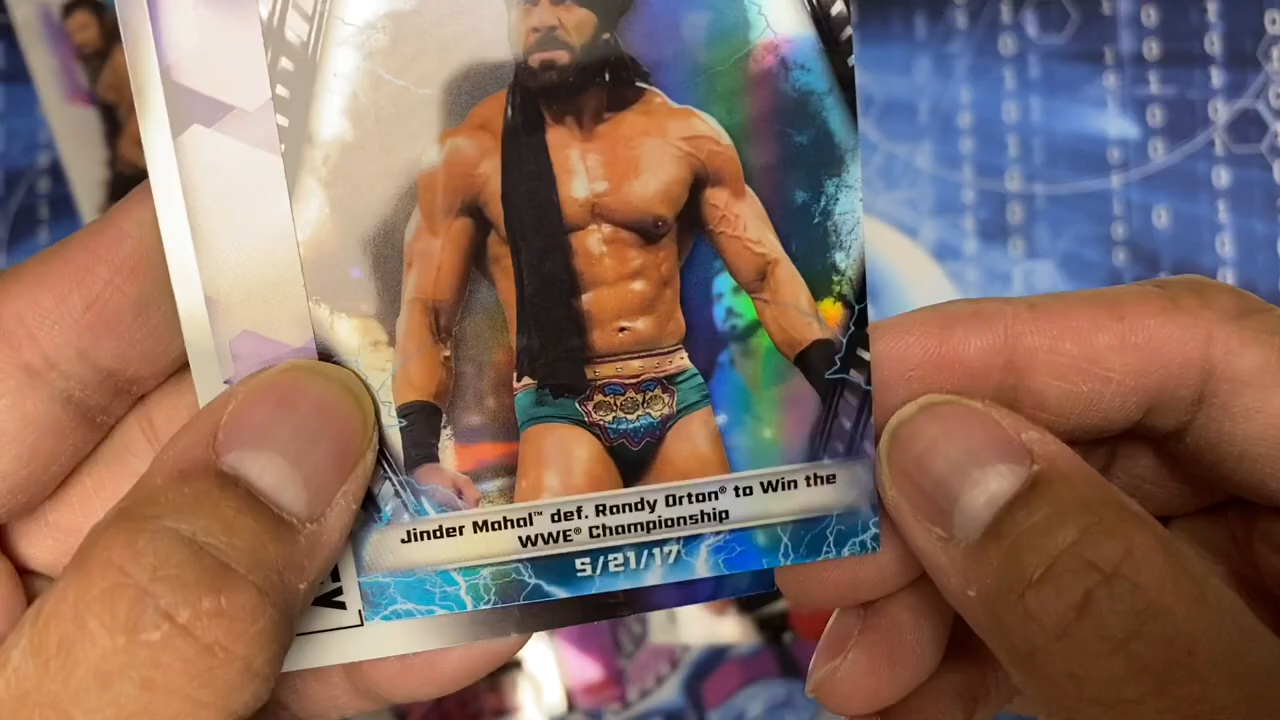 Jinder Mahal™ def. Randy Orton® to Win the
WWE® Championship
5/21/17